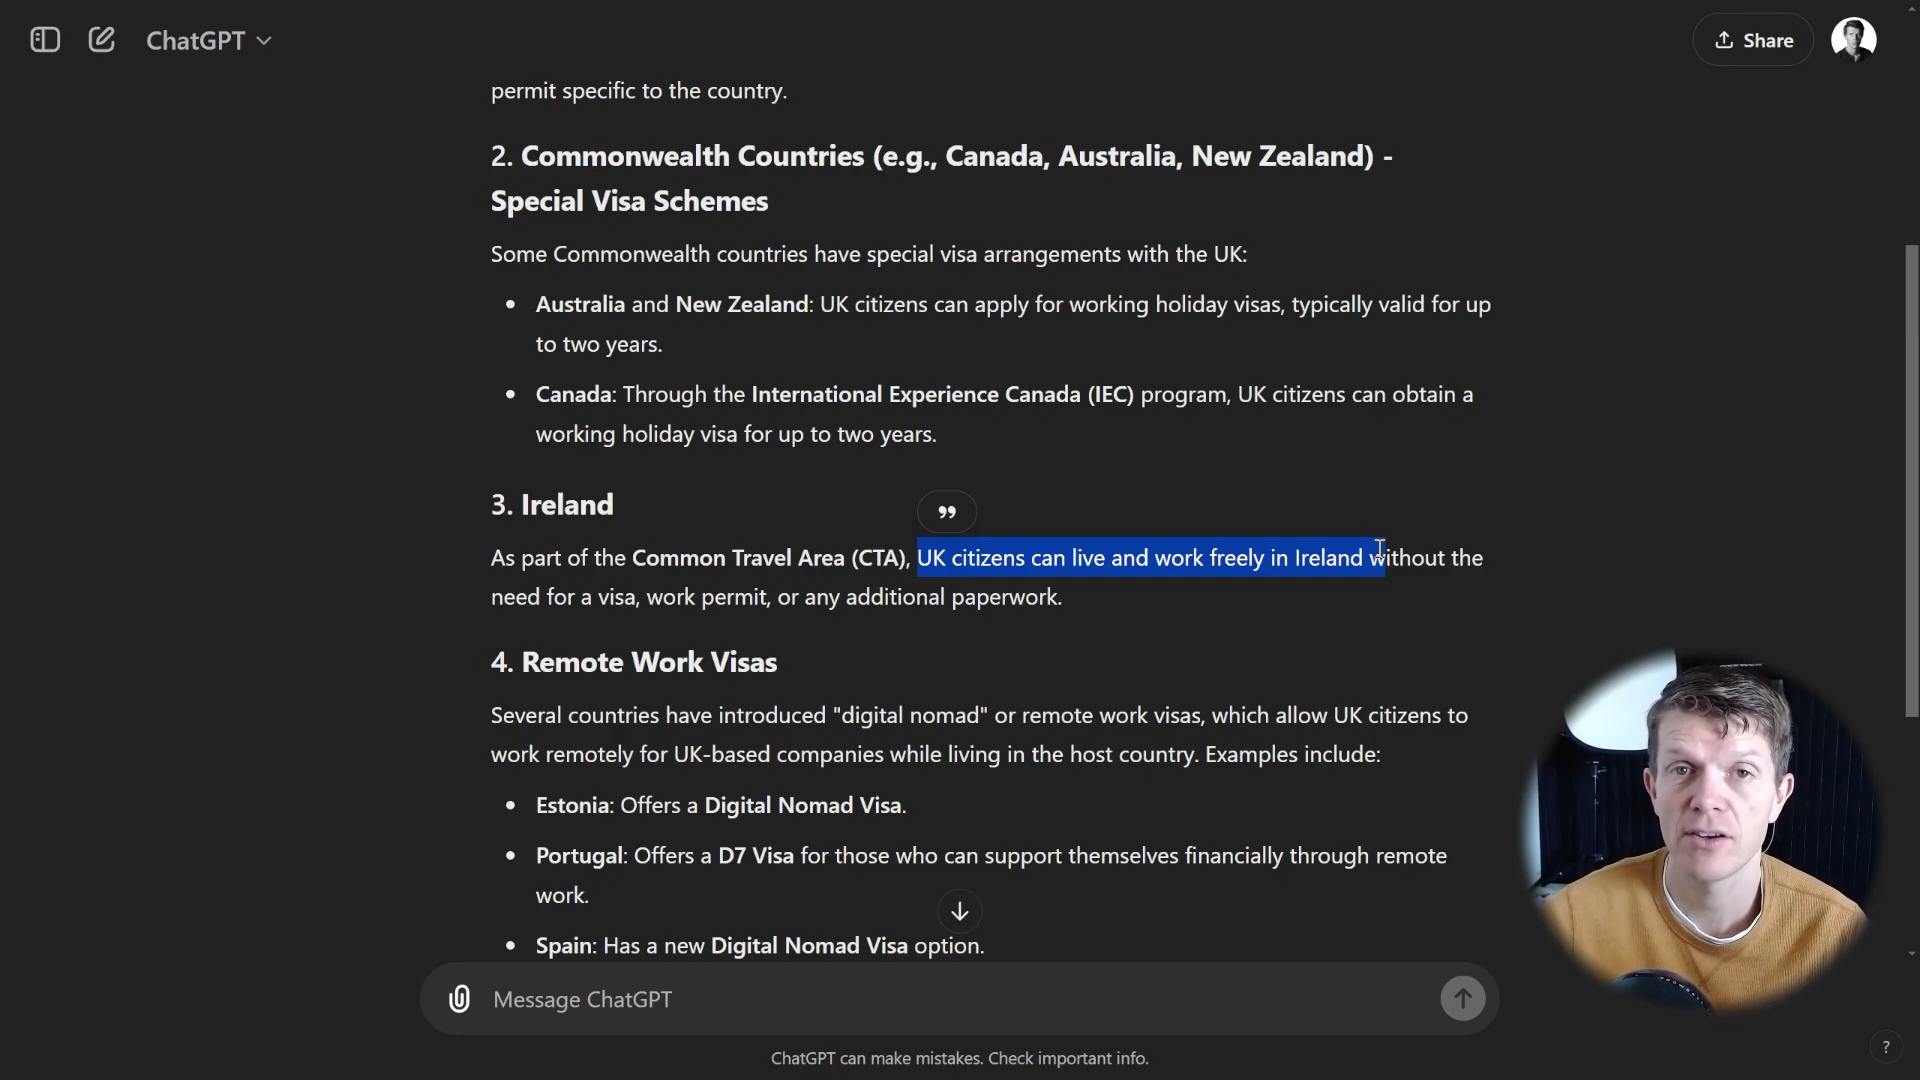 ChatGPT
Share
permit specific to the country.
2. Commonwealth Countries (e.g., Canada, Australia, New Zealand) -
Special Visa Schemes
Some Commonwealth countries have special visa arrangements with the UK:
• Australia and New Zealand: UK citizens can apply for working holiday visas, typically valid for up
to two years.
• Canada: Through the International Experience Canada (IEC) program, UK citizens can obtain a
working holiday visa for up to two years.
3. Ireland
As part of the Common Travel Area (CTA), UK citizens can live and work freely in Ireland without the
need for a visa, work permit, or any additional paperwork.
4. Remote Work Visas
Several countries have introduced "digital nomad" or remote work visas, which allow UK citizens to
work remotely for UK-based companies while living in the host country. Examples include:
• Estonia: Offers a Digital Nomad Visa.
• Portugal: Offers a D7 Visa for those who can support themselves financially through remote
work.
• Spain: Has a new Digital Nomad Visa option.
Message ChatGPT
ChatGPT can make mistakes. Check important info.
?